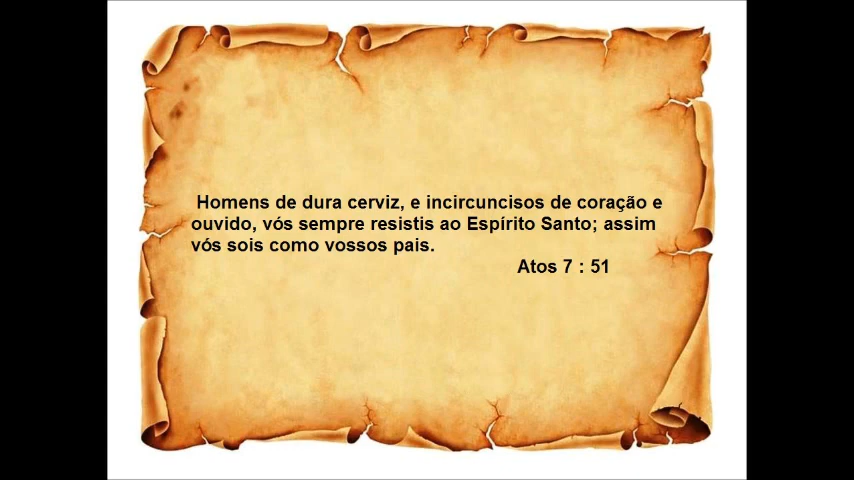 Homens de dura cerviz, e incircuncisos de coração e
ouvido, vós sempre resistis ao Espírito Santo; assim
vós sois como vossos pais.
Atos 7 : 51